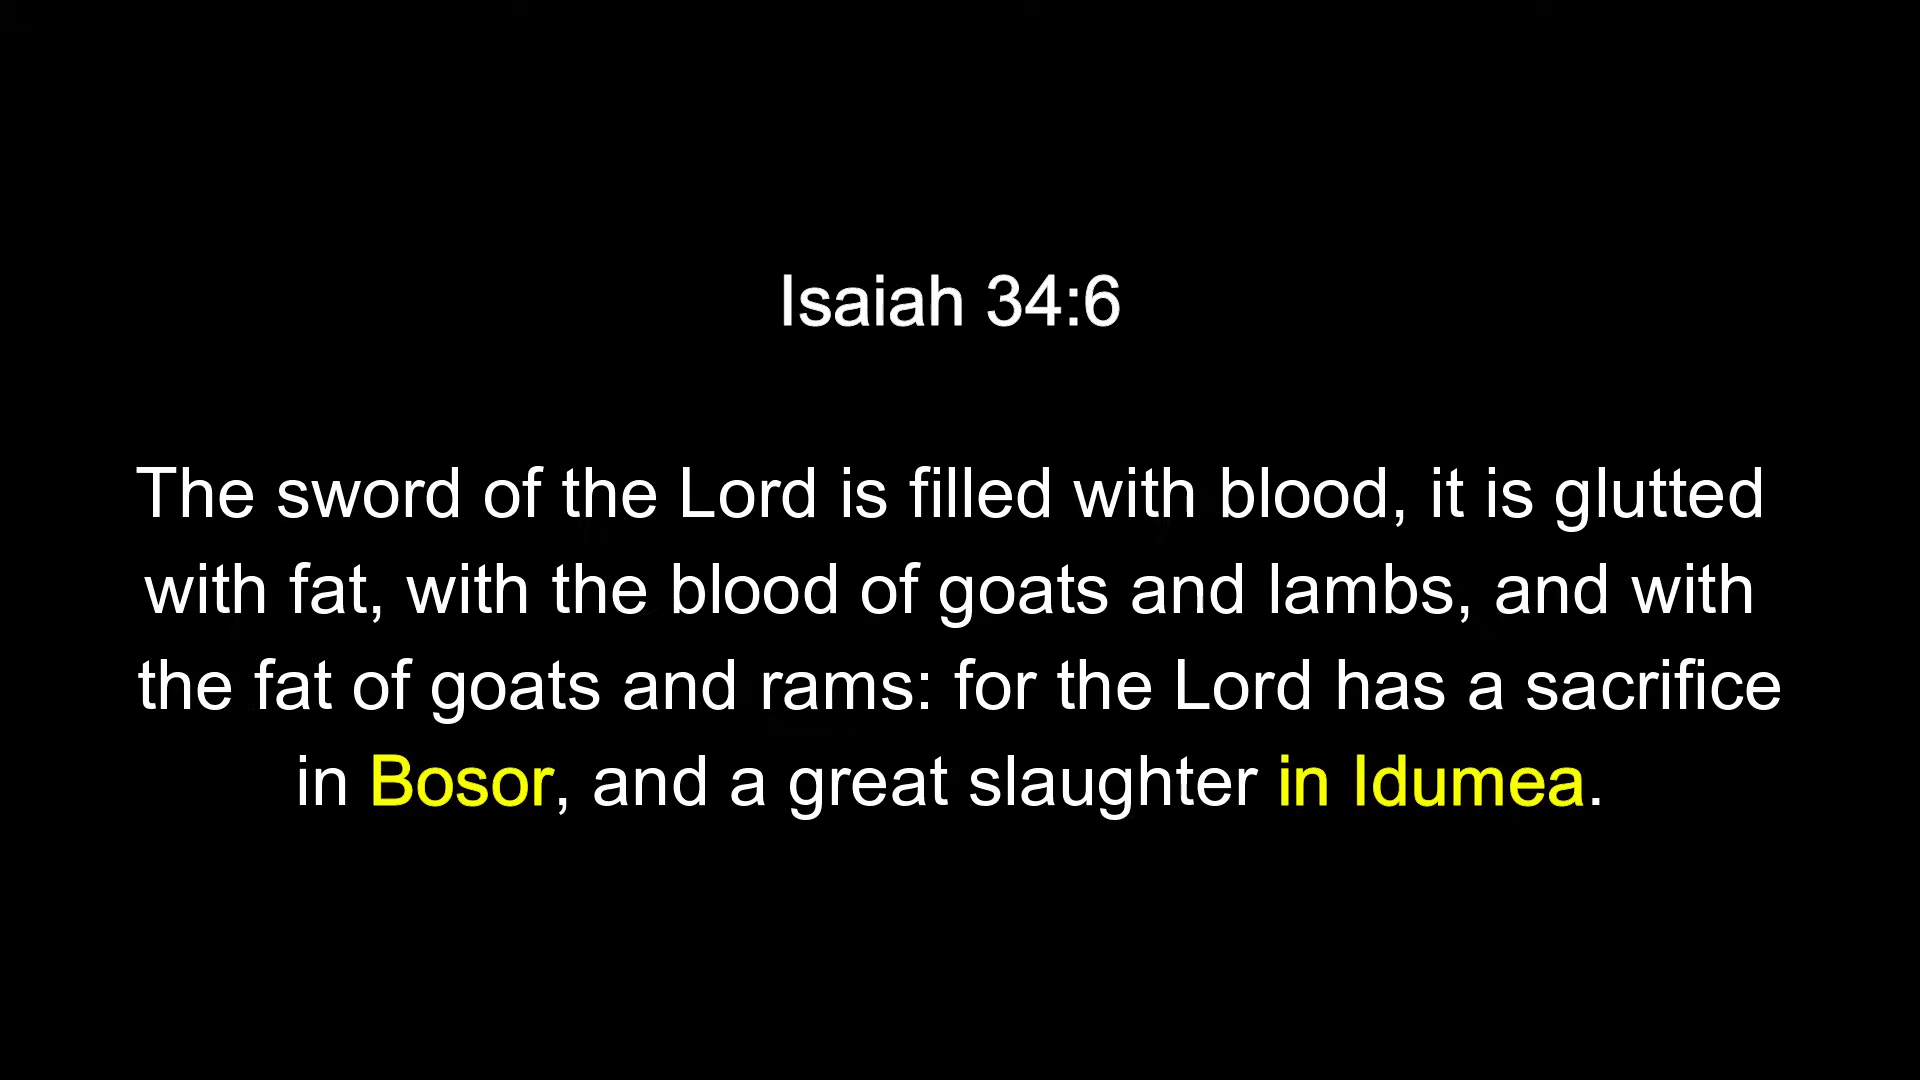 Isaiah 34:6
The sword of the Lord is filled with blood, it is glutted
with fat, with the blood of goats and lambs, and with
the fat of goats and rams: for the Lord has a sacrifice
in Bosor, and a great slaughter in Idumea.